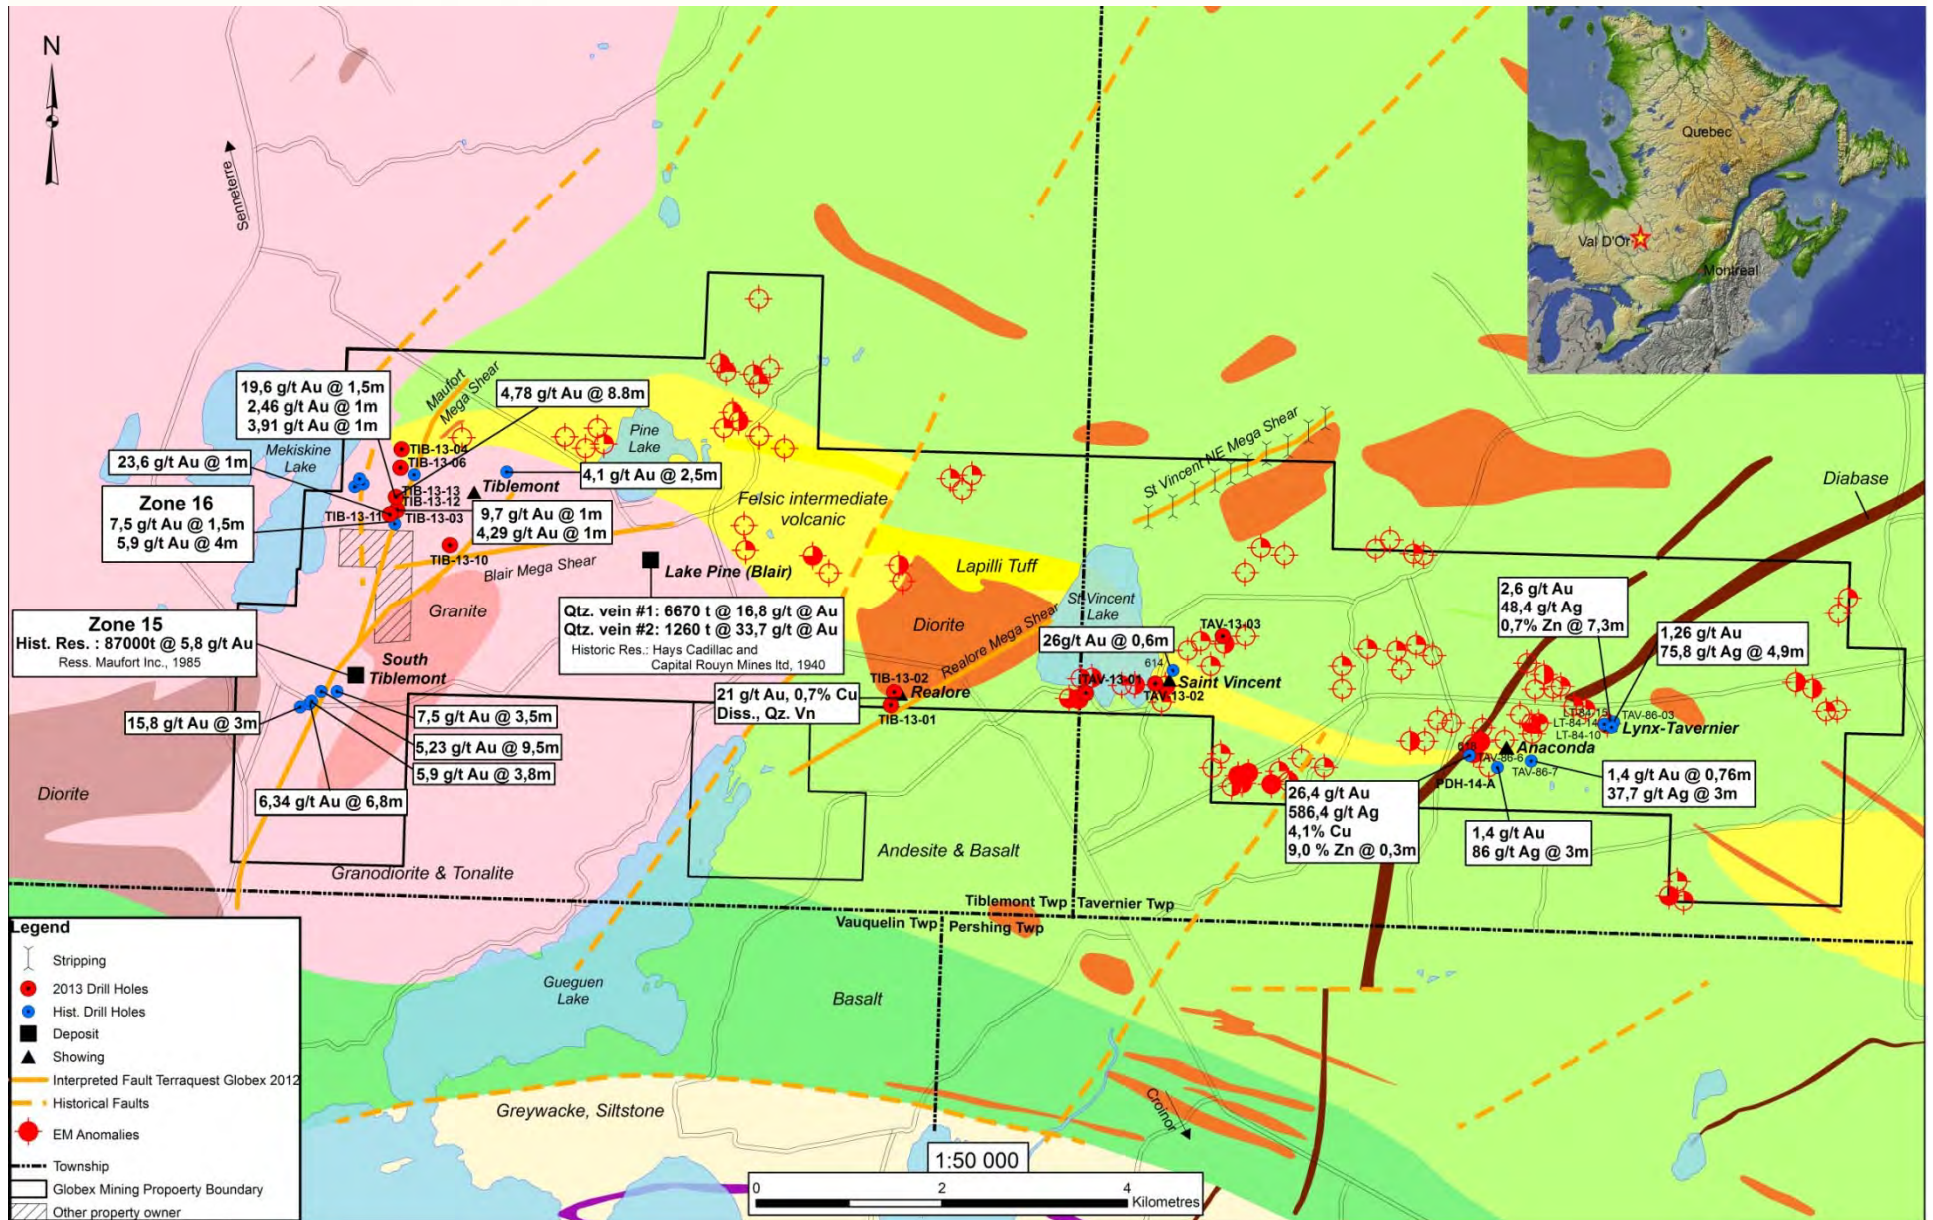 N
Senneterre
Quebec
Val D'Or
Montreal
Maufort
Mega Shear
19,6 g/t Au @ 1,5m
2,46 g/t Au @ 1m
3,91 g/t Au @ 1m
4,78 g/t Au @ 8.8m
Mekiskine
Lake
Pine
Lake
TIB-13-04
TIB-13-06
23,6 g/t Au @ 1m
4,1 g/t Au @ 2,5m
Zone 16
7,5 g/t Au @ 1,5m
5,9 g/t Au @ 4m
TIB-13-13
TIB-13-12
TIB-13-11
TIB-13-03
Tiblemont
9,7 g/t Au @ 1m
4,29 g/t Au @ 1m
TIB-13-10
Blair Mega Shear
Felsic intermediate
volcanic
St Vincent NE Mega Shear
Diabase
Lapilli Tuff
Lake Pine (Blair)
Granite
Qtz. vein #1: 6670 t @ 16,8 g/t @ Au
Qtz. vein #2: 1260 t @ 33,7 g/t @ Au
Historic Res.: Hays Cadillac and
Capital Rouyn Mines ltd, 1940
Zone 15
Hist. Res. : 87000t @ 5,8 g/t Au
Ress. Maufort Inc., 1985
South
Tiblemont
Diorite
Realore Mega Shear
St Vincent
Lake
26g/t Au @ 0,6m
614
TAV-13-03
TAV-13-01
TAV-13-02
Saint Vincent
2,6 g/t Au
48,4 g/t Ag
0,7% Zn @ 7,3m
1,26 g/t Au
75,8 g/t Ag @ 4,9m
TIB-13-02
Realore
TIB-13-01
21 g/t Au, 0,7% Cu
Diss., Qz. Vn
LT-84-15
TAV-86-03
LT-84-14
LT-84-10
Lynx-Tavernier
618
Anaconda
TAV-86-6
TAV-86-7
PDH-14-A
15,8 g/t Au @ 3m
7,5 g/t Au @ 3,5m
5,23 g/t Au @ 9,5m
5,9 g/t Au @ 3,8m
6,34 g/t Au @ 6,8m
1,4 g/t Au @ 0,76m
37,7 g/t Ag @ 3m
26,4 g/t Au
586,4 g/t Ag
4,1% Cu
9,0 % Zn @ 0,3m
1,4 g/t Au
86 g/t Ag @ 3m
Diorite
Granodiorite & Tonalite
Andesite & Basalt
Tiblemont Twp
Tavernier Twp
Vauquelin Twp
Pershing Twp
Gueguen
Lake
Basalt
Greywacke, Siltstone
Croinor
Legend
Stripping
2013 Drill Holes
Hist. Drill Holes
Deposit
Showing
Interpreted Fault Terraquest Globex 2012
Historical Faults
EM Anomalies
Township
Globex Mining Propoerty Boundary
Other property owner
1:50 000
0
2
4
Kilometres